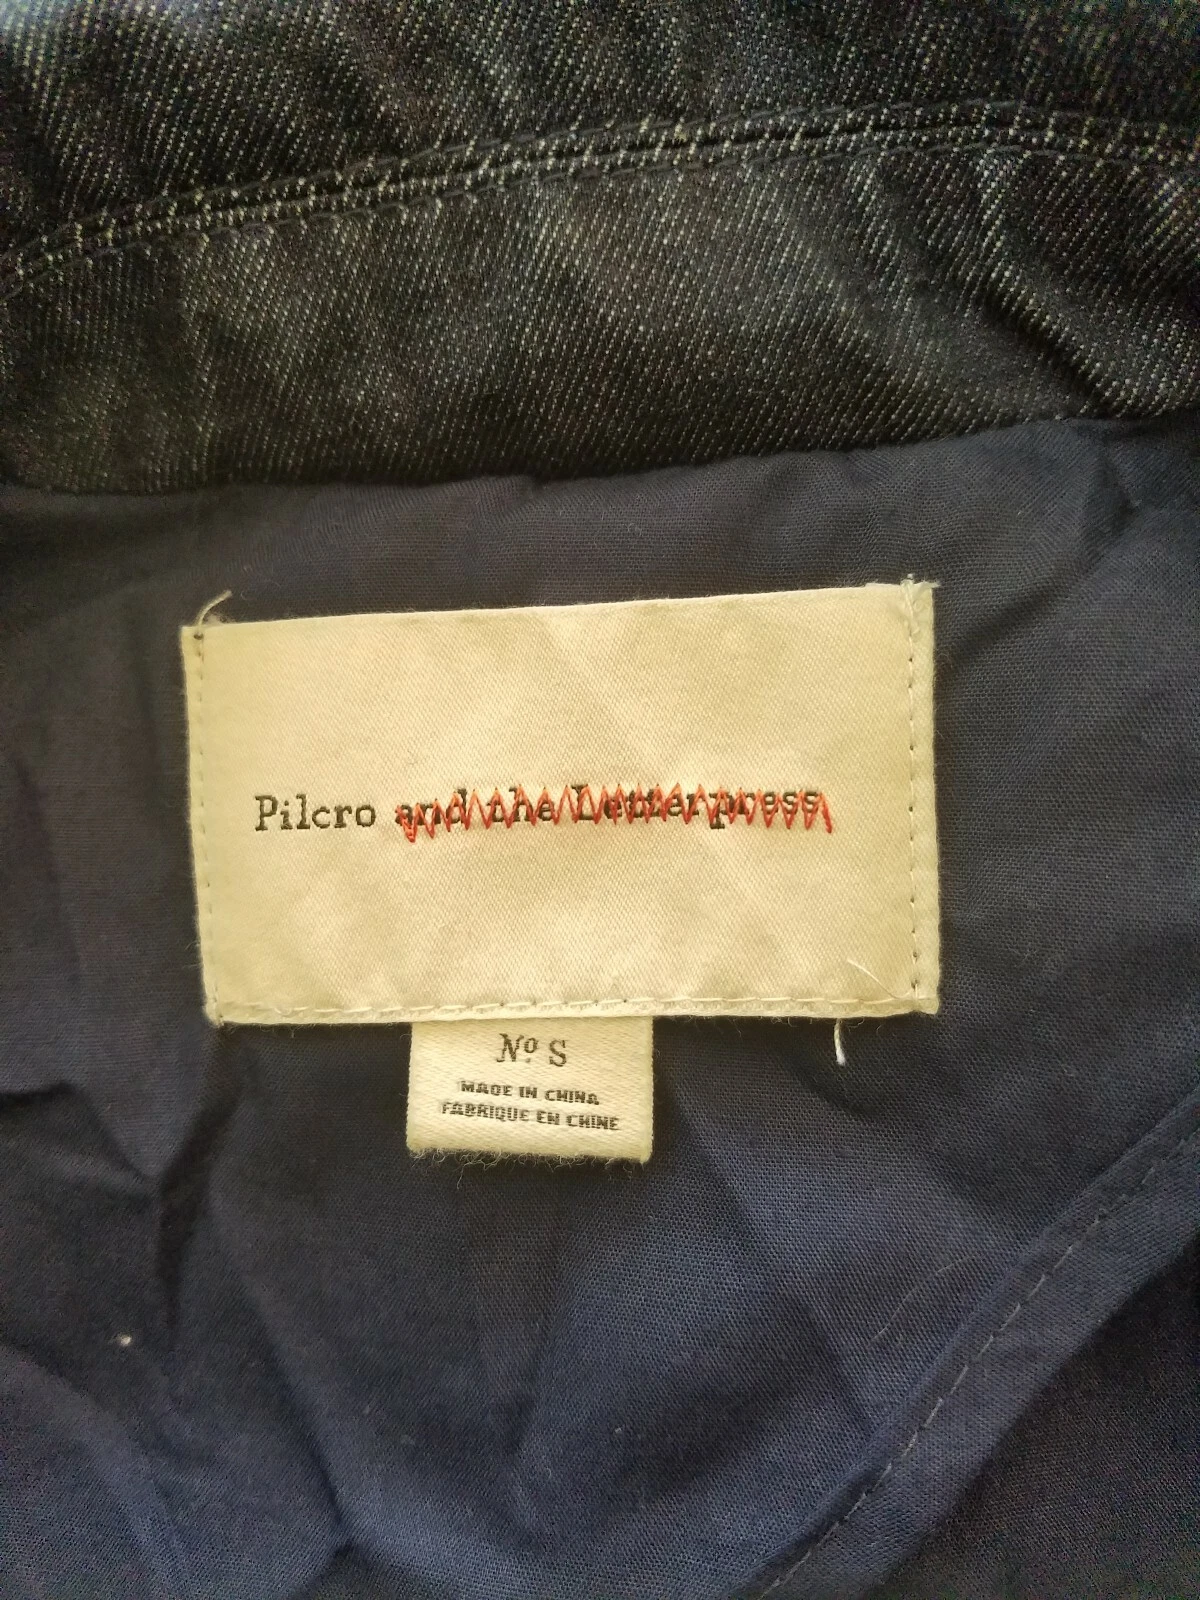 Pilcro and the Letterpress
Nº S
MADE IN CHINA
FABRIQUE EN CHINE